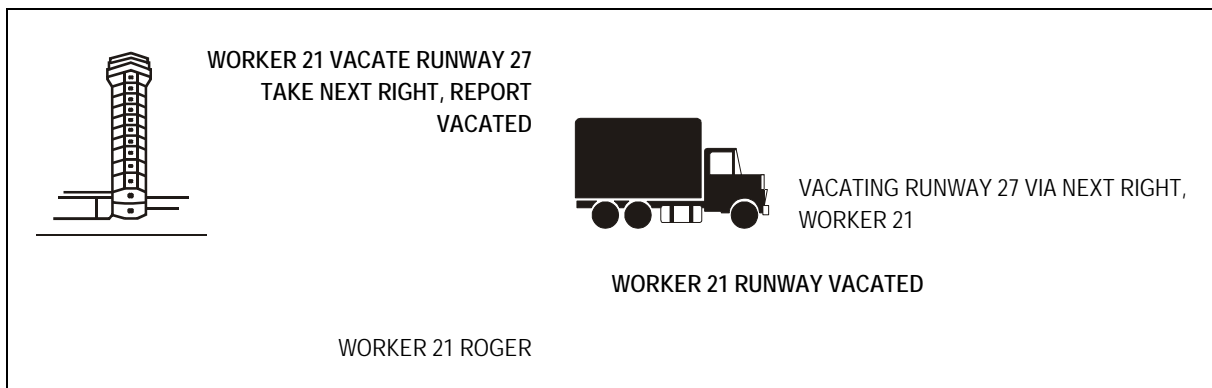 WORKER 21 VACATE RUNWAY 27
TAKE NEXT RIGHT, REPORT
VACATED
VACATING RUNWAY 27 VIA NEXT RIGHT,
WORKER 21
WORKER 21 RUNWAY VACATED
WORKER 21 ROGER